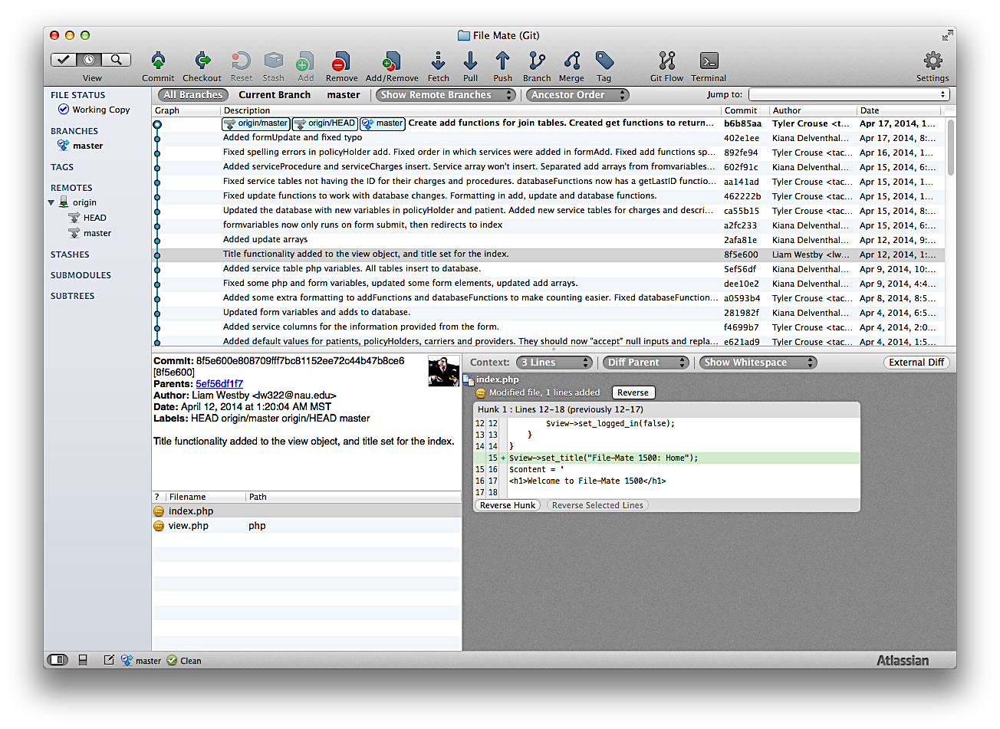 File Mate (Git)
View Commit Checkout Reset Stash Add Remove Add/Remove Fetch Pull Push Branch Merge Tag Git Flow Terminal Settings
FILE STATUS
Working Copy
BRANCHES
master
TAGS
REMOTES
origin
HEAD
master
STASHES
SUBMODULES
SUBTREES
All Branches Current Branch master Show Remote Branches Ancestor Order Jump to:
Graph Description Commit Author Date
origin/master origin/HEAD master Create add functions for join tables. Created get functions to return... b6b85aa Tyler Crouse <t... Apr 17, 2014, 1...
Added formUpdate and fixed typo 402e1ee Kiana Delventhal... Apr 17, 2014, 8:...
Fixed spelling errors in policyHolder add. Fixed order in which services were added in formAdd. Fixed add functions sp... 892fe94 Tyler Crouse <tac... Apr 16, 2014, 1...
Added serviceProcedure and serviceCharges insert. Service array won't insert. Separated add arrays from fromvariables... 602f91c Kiana Delventhal... Apr 15, 2014, 6:...
Fixed service tables not having the ID for their charges and procedures. databaseFunctions now has a getLastID functio... aa141ad Tyler Crouse <tac... Apr 15, 2014, 1...
Fixed update functions to work with database changes. Formatting in add, update and database functions. 462222b Tyler Crouse <tac... Apr 15, 2014, 1...
Updated the database with new variables in policyHolder and patient. Added new service tables for charges and descri... ca55b15 Tyler Crouse <tac... Apr 15, 2014, 8:...
formvariables now only runs on form submit, then redirects to index a2fc233 Kiana Delventhal... Apr 15, 2014, 6:...
Added update arrays 2afa81e Kiana Delventhal... Apr 12, 2014, 9:...
Title functionality added to the view object, and title set for the index. 8f5e600 Liam Westby <lw... Apr 12, 2014, 1:...
Added service table php variables. All tables insert to database. 5ef56df Kiana Delventhal... Apr 9, 2014, 10:...
Fixed some php and form variables, updated some form elements, updated add arrays. dee10e2 Kiana Delventhal... Apr 9, 2014, 4:4...
Added some extra formatting to addFunctions and databaseFunctions to make counting easier. Fixed databaseFunction... a0593b4 Tyler Crouse <tac... Apr 8, 2014, 8:5...
Updated form variables and adds to database. 281982f Kiana Delventhal... Apr 4, 2014, 6:5...
Added service columns for the information provided from the form. f4699b7 Tyler Crouse <tac... Apr 4, 2014, 2:0...
Added default values for patients, policyHolders, carriers and providers. They should now "accept" null inputs and repla... e621ad9 Tyler Crouse <tac... Apr 4, 2014, 1:5...
Commit: 8f5e600e808709fff7bc81152ee72c44b47b8ce6
[8f5e600]
Parents: 5ef56df1f7
Author: Liam Westby <lw322@nau.edu>
Date: April 12, 2014 at 1:20:04 AM MST
Labels: HEAD origin/master origin/HEAD master
Title functionality added to the view object, and title set for the index.
? Filename Path
index.php
view.php php
Context: 3 Lines Diff Parent Show Whitespace External Diff
index.php
Modified file, 1 lines added Reverse
Hunk 1 : Lines 12-18 (previously 12-17)
12 12 $view->set_logged_in(false);
13 13 }
14 14 }
15 + $view->set_title("File-Mate 1500: Home");
15 16 $content = '
16 17 <h1>Welcome to File-Mate 1500</h1>
17 18
Reverse Hunk Reverse Selected Lines
master Clean Atlassian